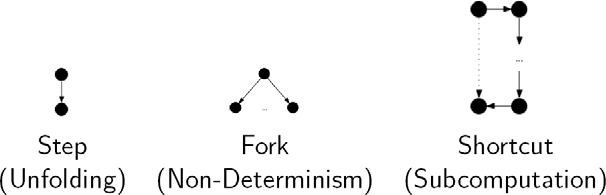 ...
...
Step Fork Shortcut
(Unfolding) (Non-Determinism) (Subcomputation)